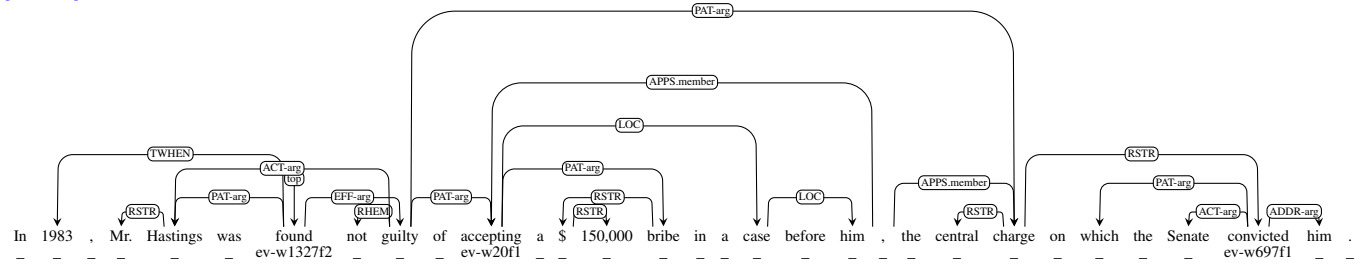 PAT-arg
APPS.member
LOC
TWHEN ACT-arg PAT-arg RSTR
top
PAT-arg EFF-arg PAT-arg RSTR APPS.member PAT-arg
RSTR RHEM RSTR LOC RSTR ACT-arg ADDR-arg
In 1983 , Mr. Hastings was found not guilty of accepting a $ 150,000 bribe in a case before him , the central charge on which the Senate convicted him .
_ _ _ _ _ _ ev-w1327f2 _ _ _ ev-w20f1 _ _ _ _ _ _ _ _ _ _ _ _ _ _ _ _ _ ev-w697f1 _ _